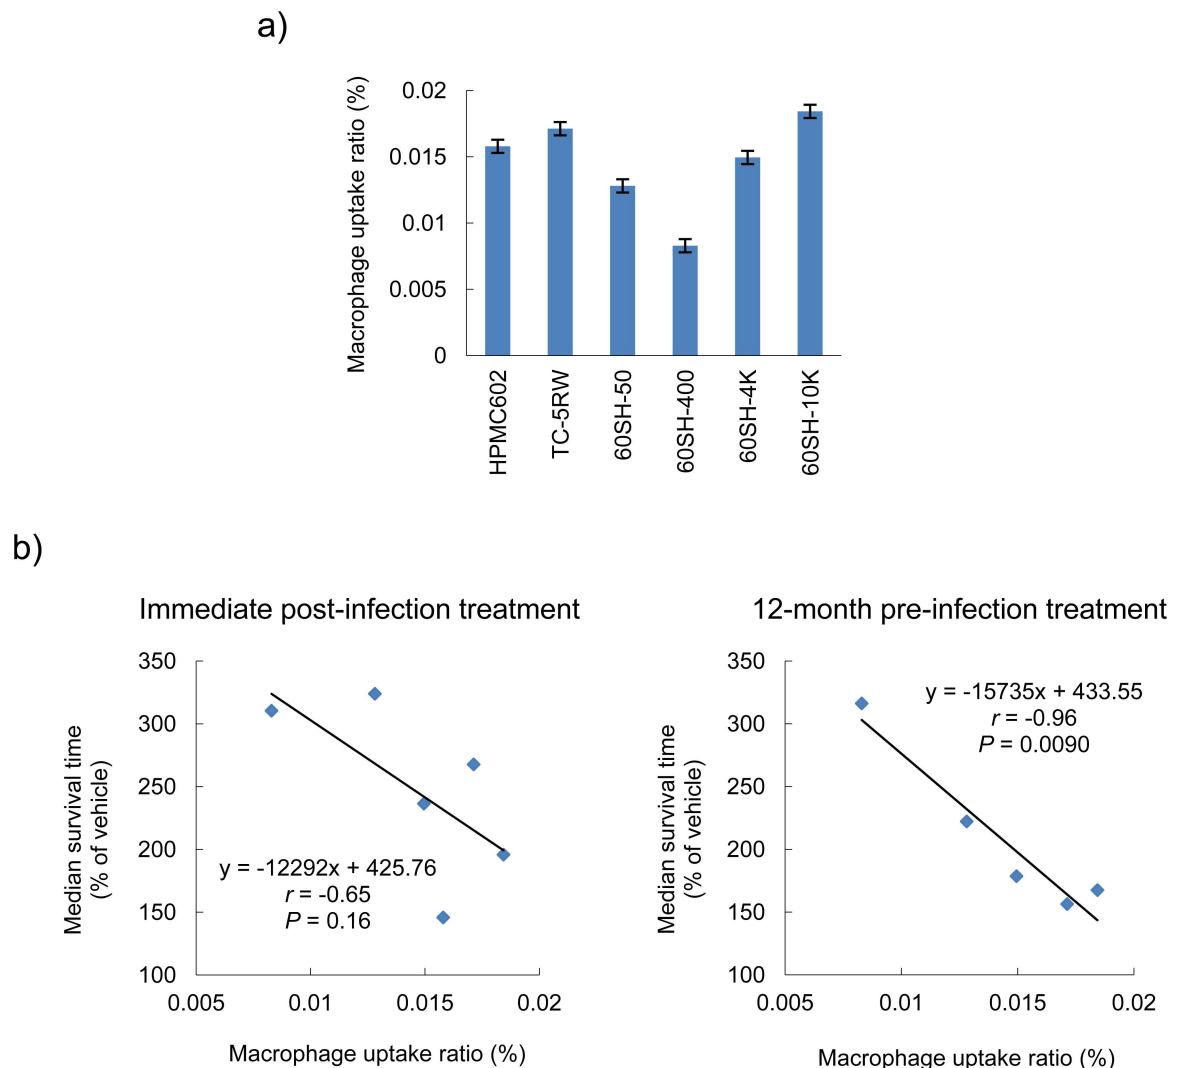 a)
Macrophage uptake ratio (%)
0.02
0.015
0.01
0.005
0
HPMC602
TC-5RW
60SH-50
60SH-400
60SH-4K
60SH-10K
b)
Immediate post-infection treatment
Median survival time
(% of vehicle)
350
300
250
200
150
100
y = -12292x + 425.76
r = -0.65
P = 0.16
0.005
0.01
0.015
0.02
Macrophage uptake ratio (%)
12-month pre-infection treatment
Median survival time
(% of vehicle)
350
300
250
200
150
100
y = -15735x + 433.55
r = -0.96
P = 0.0090
0.005
0.01
0.015
0.02
Macrophage uptake ratio (%)